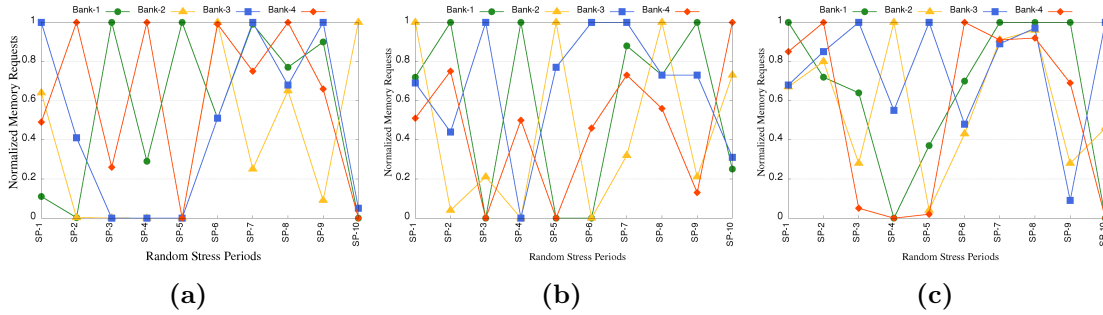 Bank-1 Bank-2 Bank-3 Bank-4
Normalized Memory Requests
1
0.8
0.6
0.4
0.2
0
SP-1 SP-2 SP-3 SP-4 SP-5 SP-6 SP-7 SP-8 SP-9 SP-10
Random Stress Periods
(a)
Bank-1 Bank-2 Bank-3 Bank-4
Normalized Memory Requests
1
0.8
0.6
0.4
0.2
0
SP-1 SP-2 SP-3 SP-4 SP-5 SP-6 SP-7 SP-8 SP-9 SP-10
Random Stress Periods
(b)
Bank-1 Bank-2 Bank-3 Bank-4
Normalized Memory Requests
1
0.8
0.6
0.4
0.2
0
SP-1 SP-2 SP-3 SP-4 SP-5 SP-6 SP-7 SP-8 SP-9 SP-10
Random Stress Periods
(c)